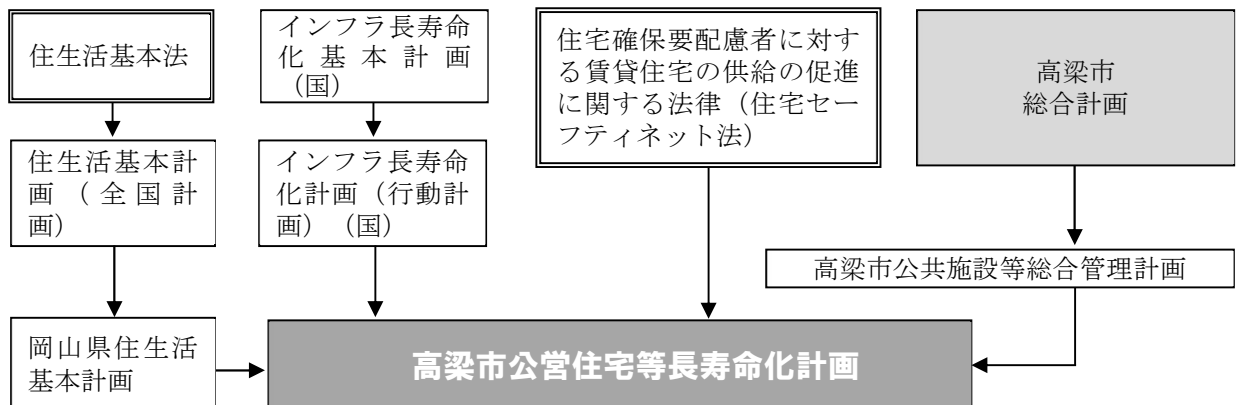 住生活基本法
インフラ長寿命
化基本計画
（国）
住宅確保要配慮者に対す
る賃貸住宅の供給の促進
に関する法律（住宅セー
フティネット法）
高梁市
総合計画
住生活基本計
画（全国計
画）
インフラ長寿命
化計画（行動計
画）（国）
高梁市公共施設等総合管理計画
岡山県住生活
基本計画
高梁市公営住宅等長寿命化計画